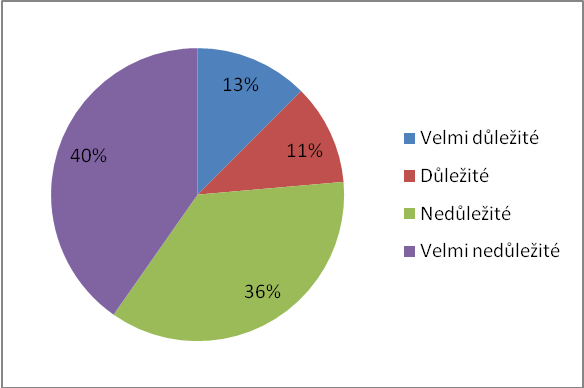 13%
11%
36%
40%
Velmi důležité
Důležité
Nedůležité
Velmi nedůležité